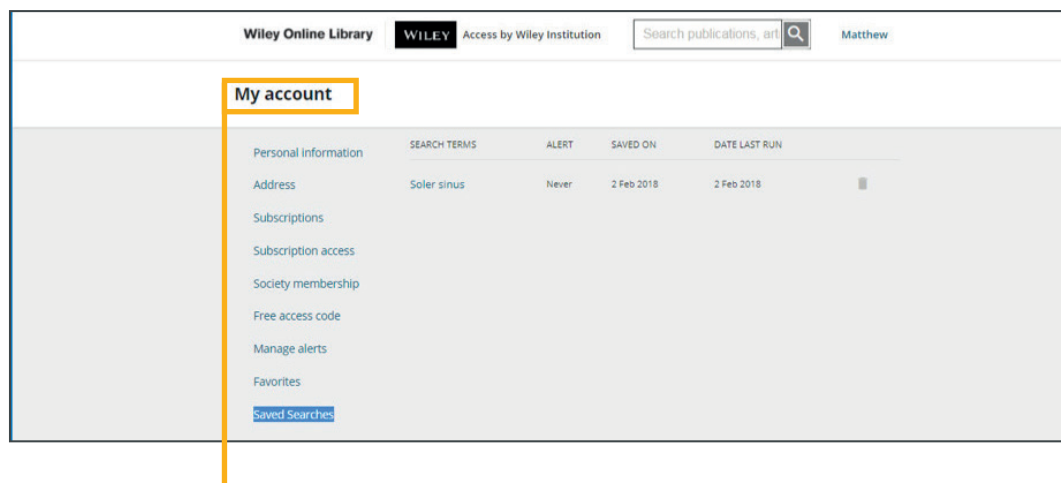 Wiley Online Library WILEY Access by Wiley Institution Search publications, art Matthew
My account
Personal information
Address
Subscriptions
Subscription access
Society membership
Free access code
Manage alerts
Favorites
Saved Searches
SEARCH TERMS ALERT SAVED ON DATE LAST RUN
Soler sinus Never 2 Feb 2018 2 Feb 2018